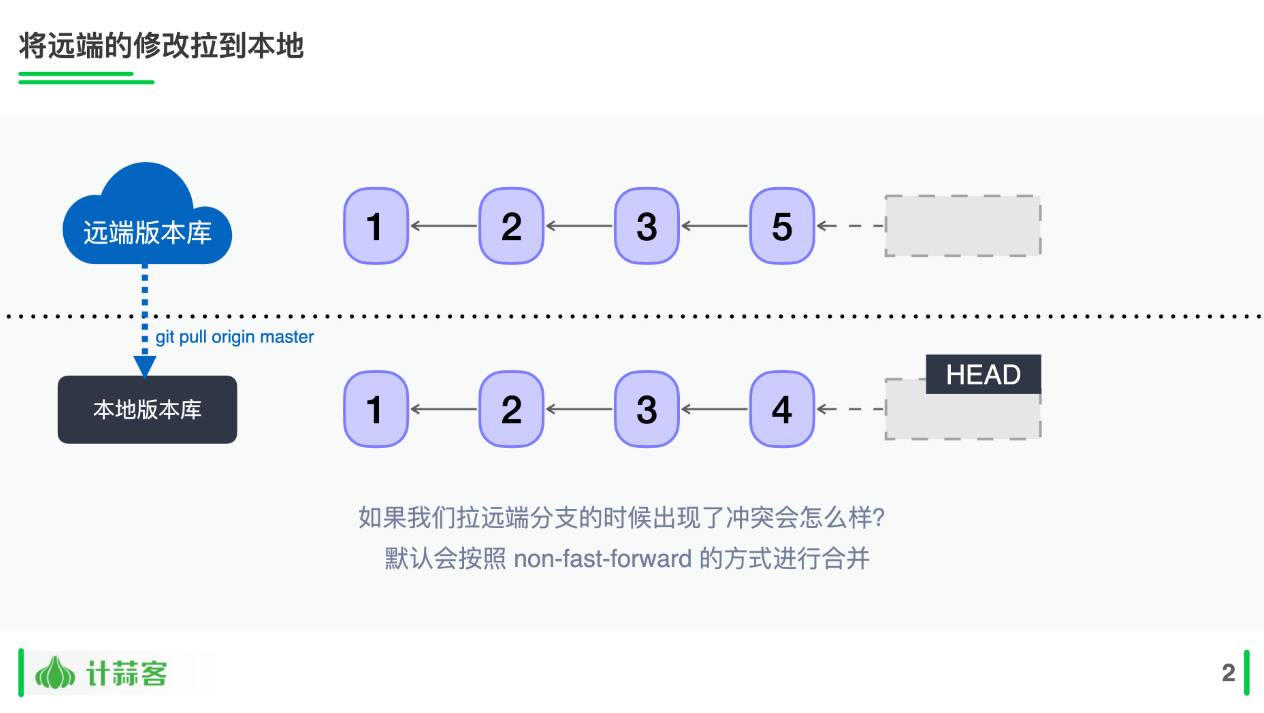 将远端的修改拉到本地
远端版本库
1
2
3
5
git pull origin master
本地版本库
1
2
3
4
HEAD
如果我们拉远端分支的时候出现了冲突会怎么样?
默认会按照 non-fast-forward 的方式进行合并
计蒜客
2